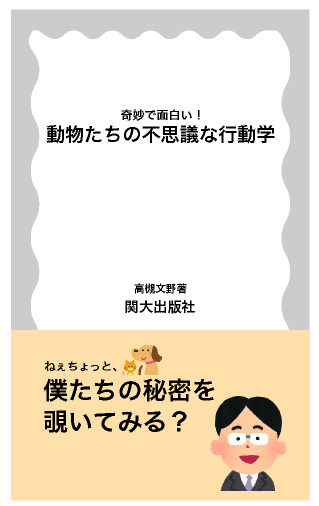 奇妙で面白い！
動物たちの不思議な行動学
高槻文野著
関大出版社
ねぇちょっと、
僕たちの秘密を
覗いてみる？